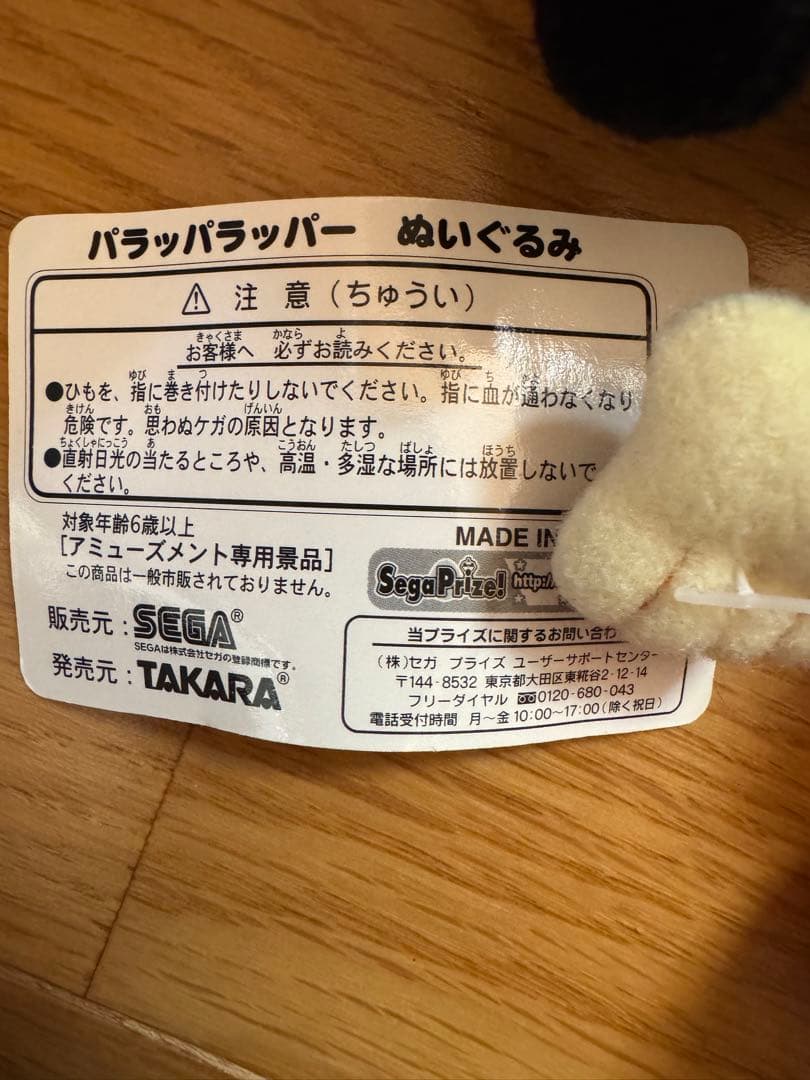 パラッパラッパー ぬいぐるみ
⚠ 注意（ちゅうい）
お客様へ 必ずお読みください。
●ひもを、指に巻き付けたりしないでください。指に血が通わなくなり
危険です。思わぬケガの原因となります。
●直射日光の当たるところや、高温・多湿な場所には放置しないで
ください。
対象年齢6歳以上
[アミューズメント専用景品]
この商品は一般市販されておりません。
MADE IN
SegaPrize! http:/
販売元：SEGA®
SEGAは株式会社セガの登録商標です。
発売元：TAKARA®
当プライズに関するお問い合わ
（株）セガ プライズ ユーザーサポートセンター
〒144-8532 東京都大田区東糀谷2-12-14
フリーダイヤル 0120-680-043
電話受付時間 月～金 10:00～17:00（除く祝日）